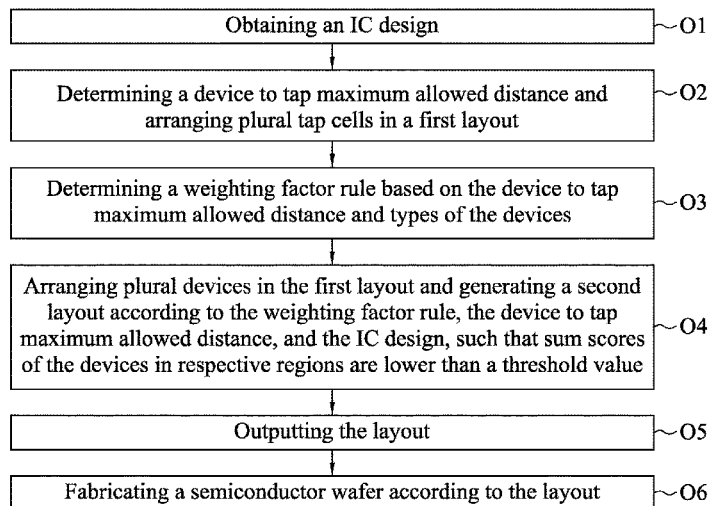 Obtaining an IC design
O1
Determining a device to tap maximum allowed distance and
arranging plural tap cells in a first layout
O2
Determining a weighting factor rule based on the device to tap
maximum allowed distance and types of the devices
O3
Arranging plural devices in the first layout and generating a second
layout according to the weighting factor rule, the device to tap
maximum allowed distance, and the IC design, such that sum scores
of the devices in respective regions are lower than a threshold value
O4
Outputting the layout
O5
Fabricating a semiconductor wafer according to the layout
O6